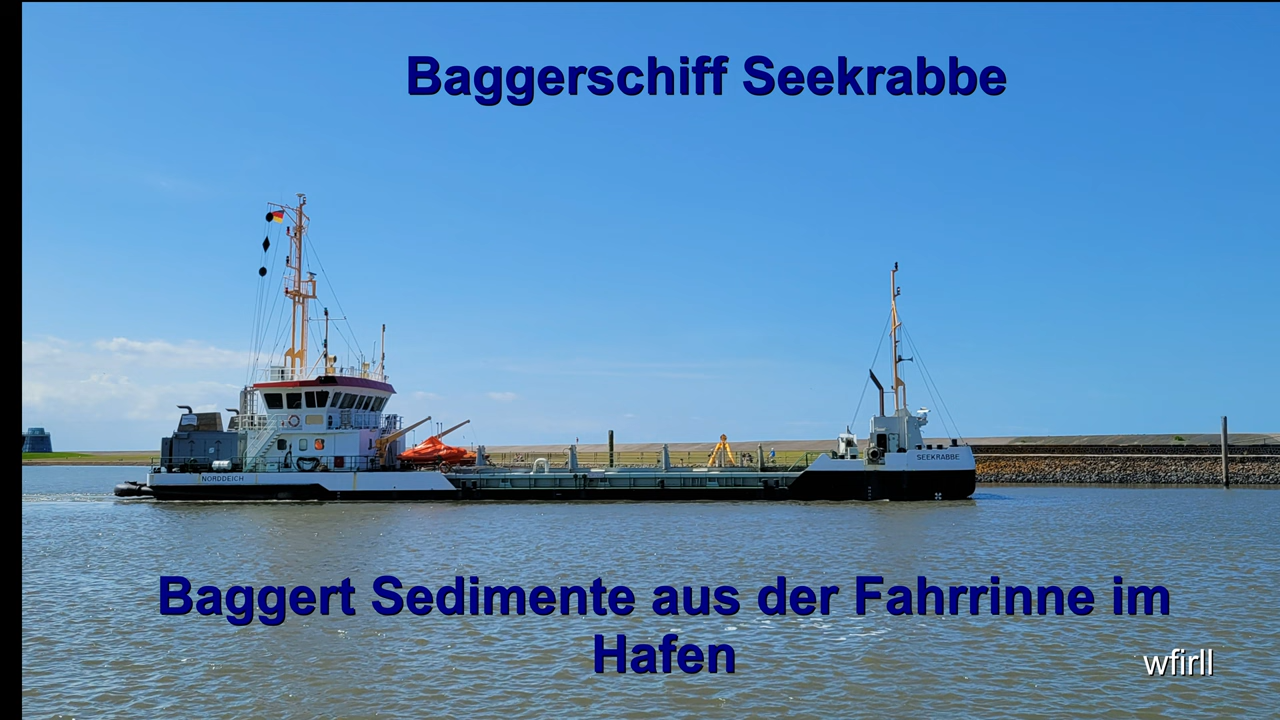 Baggerschiff Seekrabbe
NORDDEICH
SEEKRABBE
Baggert Sedimente aus der Fahrrinne im
Hafen
wfirll